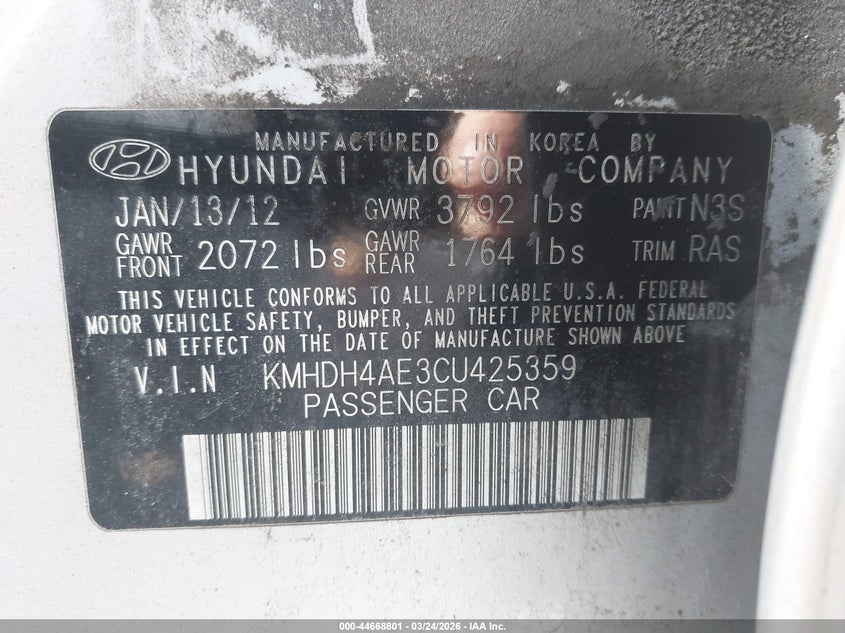 MANUFACTURED IN KOREA BY
HYUNDAI MOTOR COMPANY
JAN/13/12 GVWR 3792 lbs PAINT N3S
GAWR FRONT 2072 lbs GAWR REAR 1764 lbs TRIM RAS
THIS VEHICLE CONFORMS TO ALL APPLICABLE U.S.A. FEDERAL
MOTOR VEHICLE SAFETY, BUMPER, AND THEFT PREVENTION STANDARDS
IN EFFECT ON THE DATE OF MANUFACTURE SHOWN ABOVE
V.I.N KMHDH4AE3CU425359
PASSENGER CAR
000-44668801 - 03/24/2026 - IAA Inc.